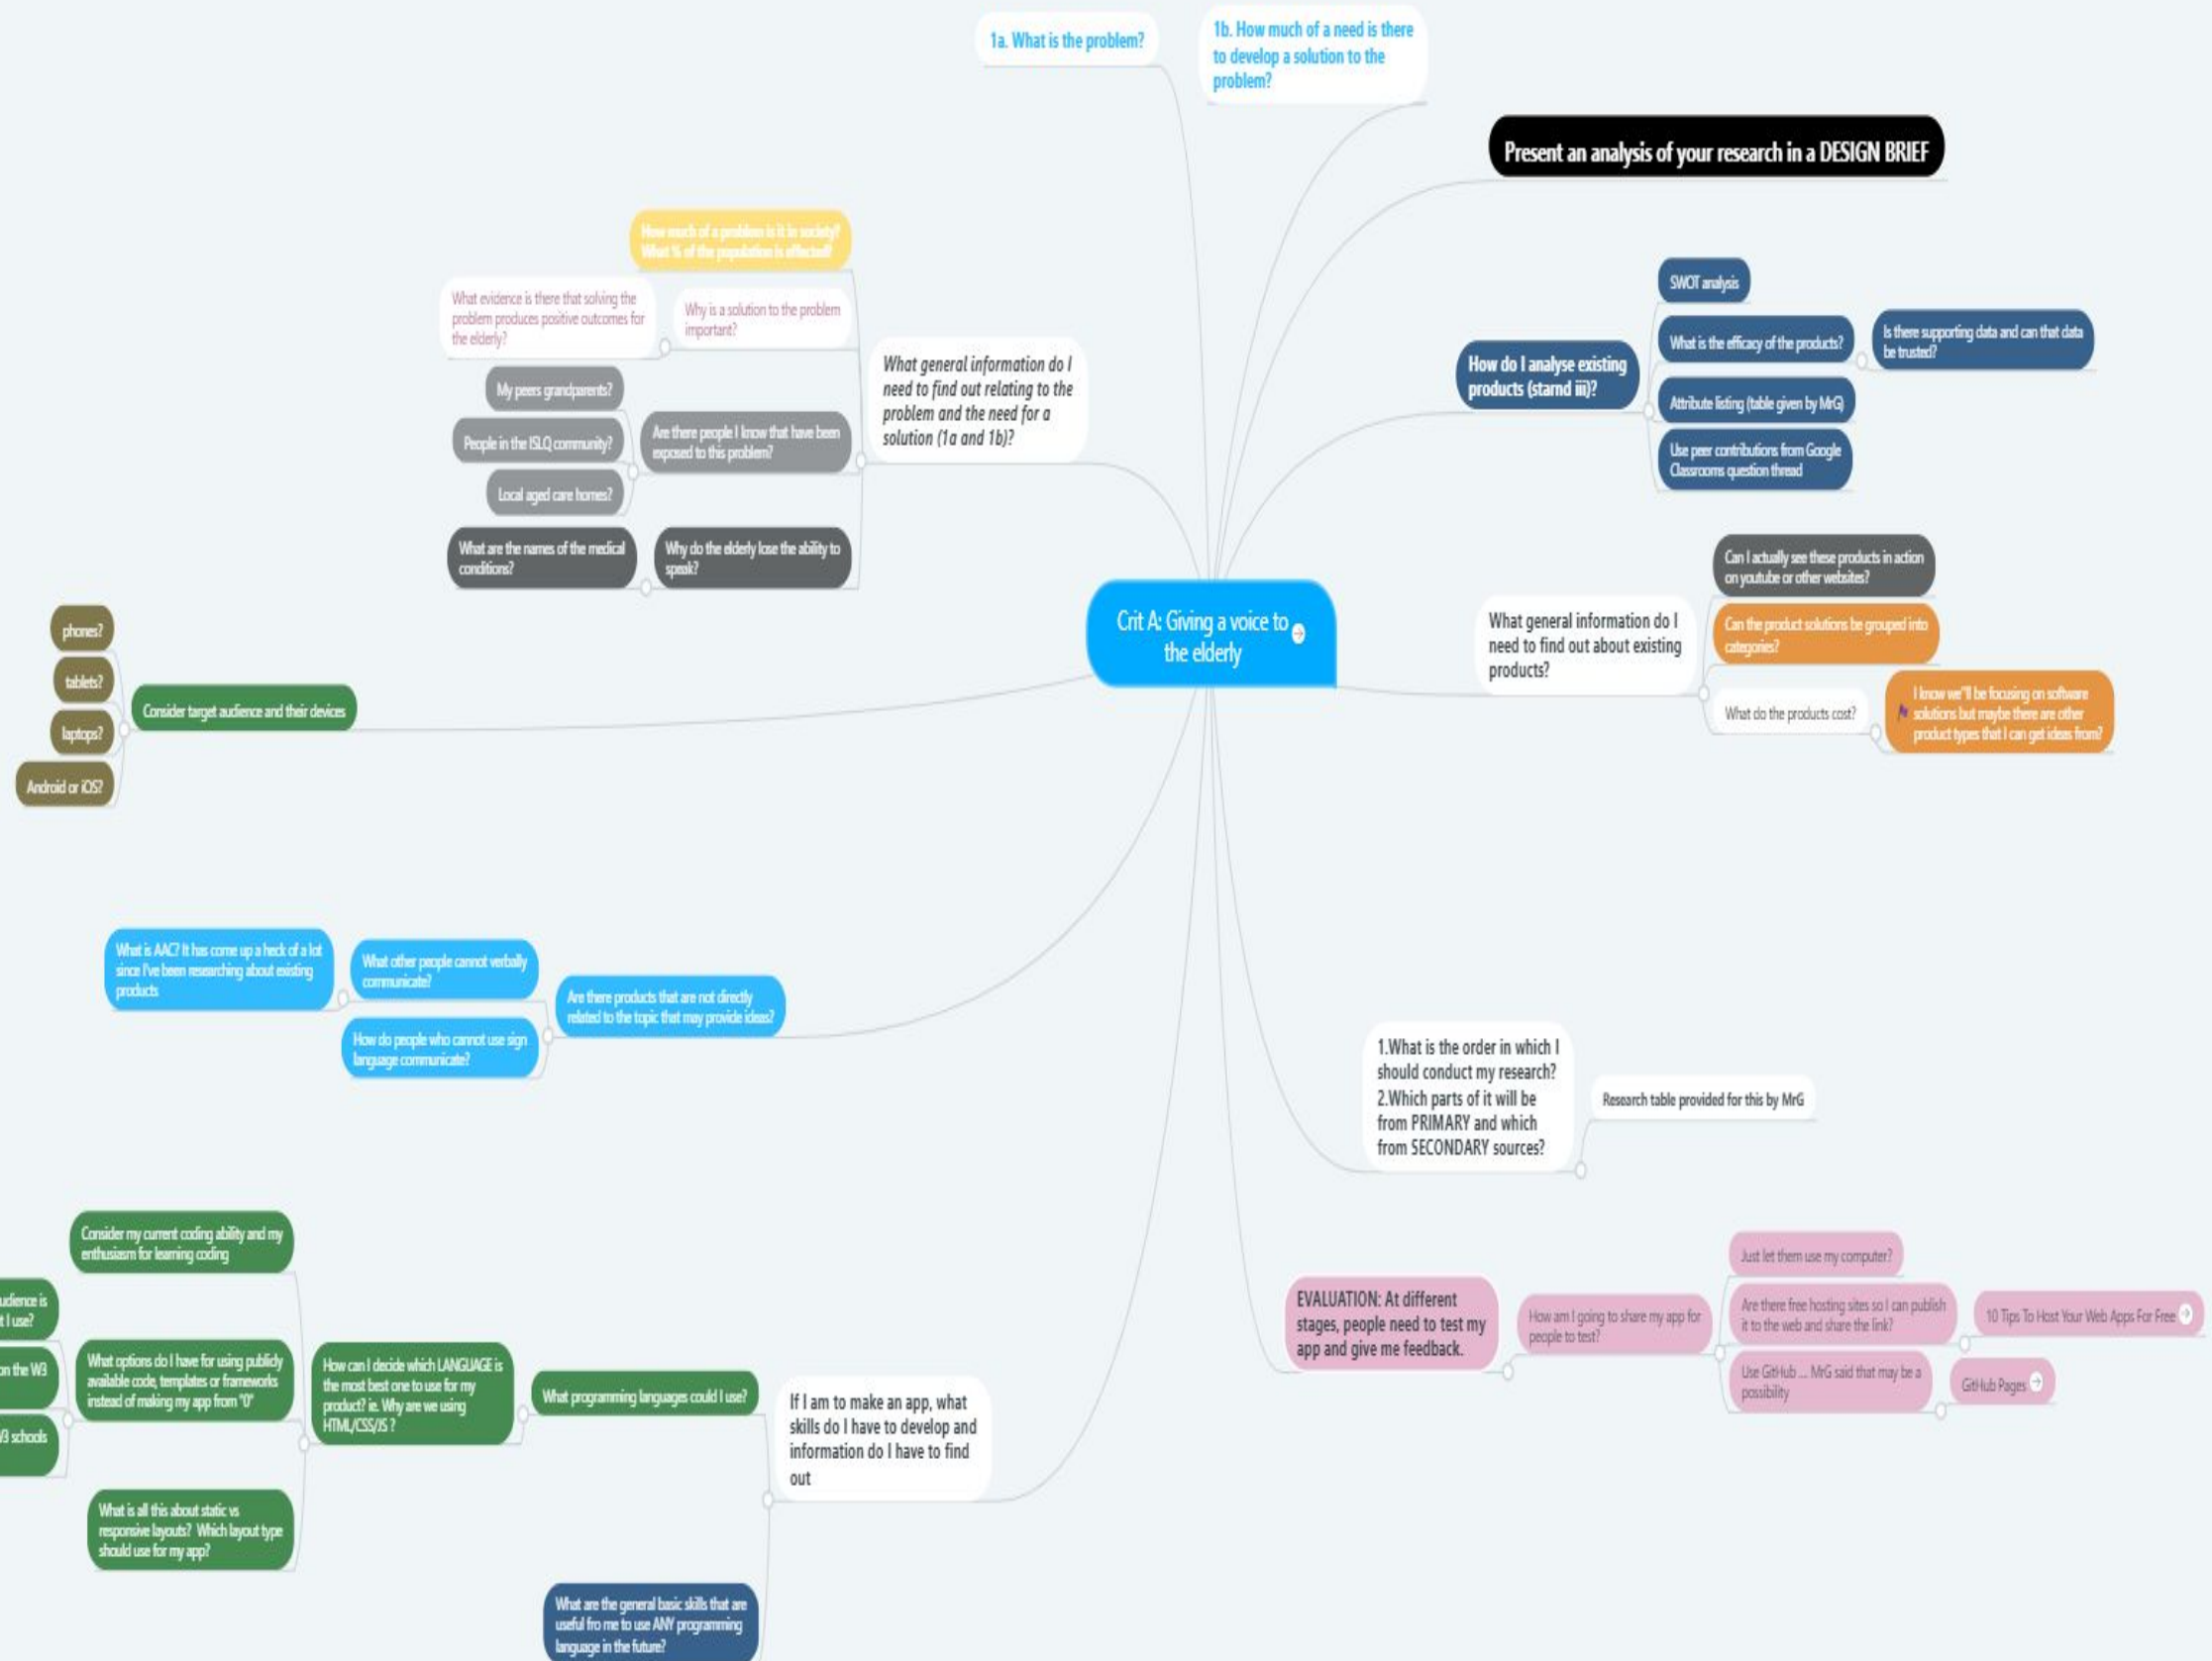 1a. What is the problem?
1b. How much of a need is there
to develop a solution to the
problem?
Present an analysis of your research in a DESIGN BRIEF
How much of a problem is it in society?
What % of the population is effected?
What evidence is there that solving the
problem produces positive outcomes for
the elderly?
Why is a solution to the problem
important?
My peers grandparents?
People in the ISLQ community?
Local aged care homes?
Are there people I know that have been
exposed to this problem?
What are the names of the medical
conditions?
Why do the elderly lose the ability to
speak?
What general information do I
need to find out relating to the
problem and the need for a
solution (1a and 1b)?
SWOT analysis
What is the efficacy of the products?
Is there supporting data and can that data
be trusted?
How do I analyse existing
products (starnd iii)?
Attribute listing (table given by MrG)
Use peer contributions from Google
Classrooms question thread
Crit A: Giving a voice to
the elderly
What general information do I
need to find out about existing
products?
Can I actually see these products in action
on youtube or other websites?
Can the product solutions be grouped into
categories?
What do the products cost?
I know we"ll be focusing on software
solutions but maybe there are other
product types that I can get ideas from?
phones?
tablets?
laptops?
Android or iOS?
Consider target audience and their devices
What is AAC? It has come up a heck of a lot
since I've been researching about existing
products
What other people cannot verbally
communicate?
How do people who cannot use sign
language communicate?
Are there products that are not directly
related to the topic that may provide ideas?
1.What is the order in which I
should conduct my research?
2.Which parts of it will be
from PRIMARY and which
from SECONDARY sources?
Research table provided for this by MrG
Consider my current coding ability and my
enthusiasm for learning coding
udience is
t I use?
on the W3
/3 schools
What options do I have for using publicly
available code, templates or frameworks
instead of making my app from "0"
What is all this about static vs
responsive layouts?  Which layout type
should use for my app?
How can I decide which LANGUAGE is
the most best one to use for my
product? ie. Why are we using
HTML/CSS/JS ?
What programming languages could I use?
If I am to make an app, what
skills do I have to develop and
information do I have to find
out
What are the general basic skills that are
useful fro me to use ANY programming
language in the future?
EVALUATION: At different
stages, people need to test my
app and give me feedback.
How am I going to share my app for
people to test?
Just let them use my computer?
Are there free hosting sites so I can publish
it to the web and share the link?
10 Tips To Host Your Web Apps For Free
Use GitHub ... MrG said that may be a
possibility
GitHub Pages